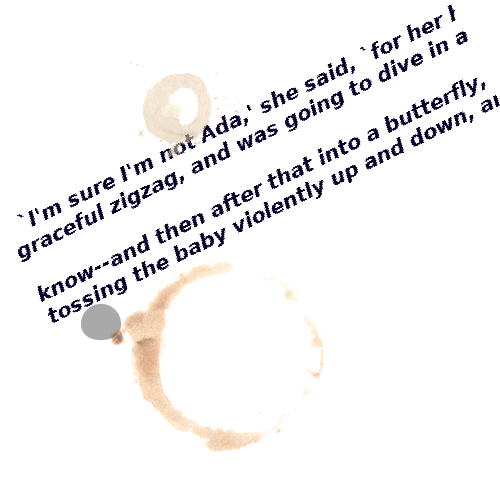 `I'm sure I'm not Ada,' she said, `for her
graceful zigzag, and was going to dive in a
know--and then after that into a butterfly,
tossing the baby violently up and down,